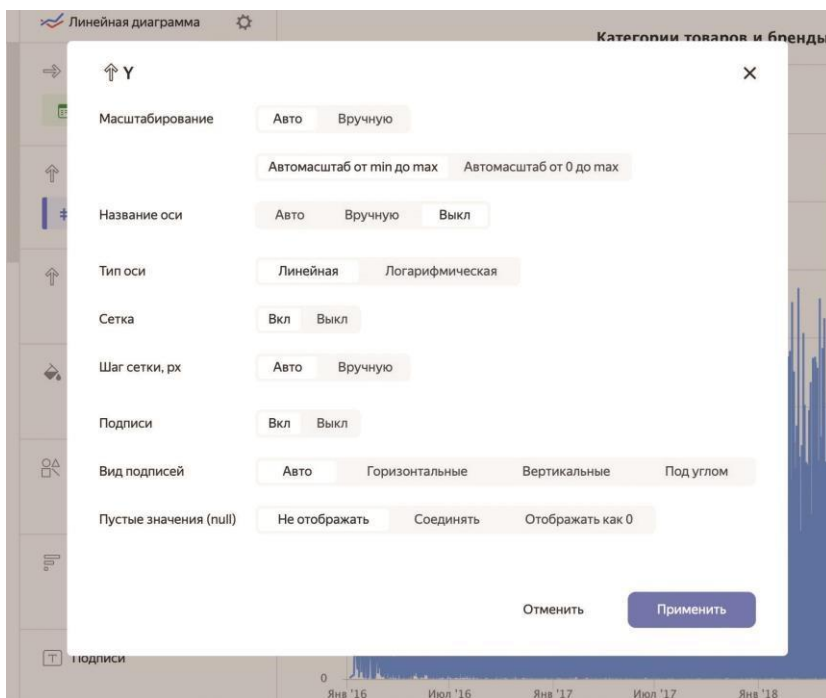 Линейная диаграмма
Категории товаров и бренды
Y
Масштабирование Авто Вручную
Автомасштаб от min до max Автомасштаб от 0 до max
Название оси Авто Вручную Выкл
Тип оси Линейная Логарифмическая
Сетка Вкл Выкл
Шаг сетки, px Авто Вручную
Подписи Вкл Выкл
Вид подписей Авто Горизонтальные Вертикальные Под углом
Пустые значения (null) Не отображать Соединять Отображать как 0
Отменить Применить
Подписи
0
Янв '16 Июл '16 Янв '17 Июл '17 Янв '18